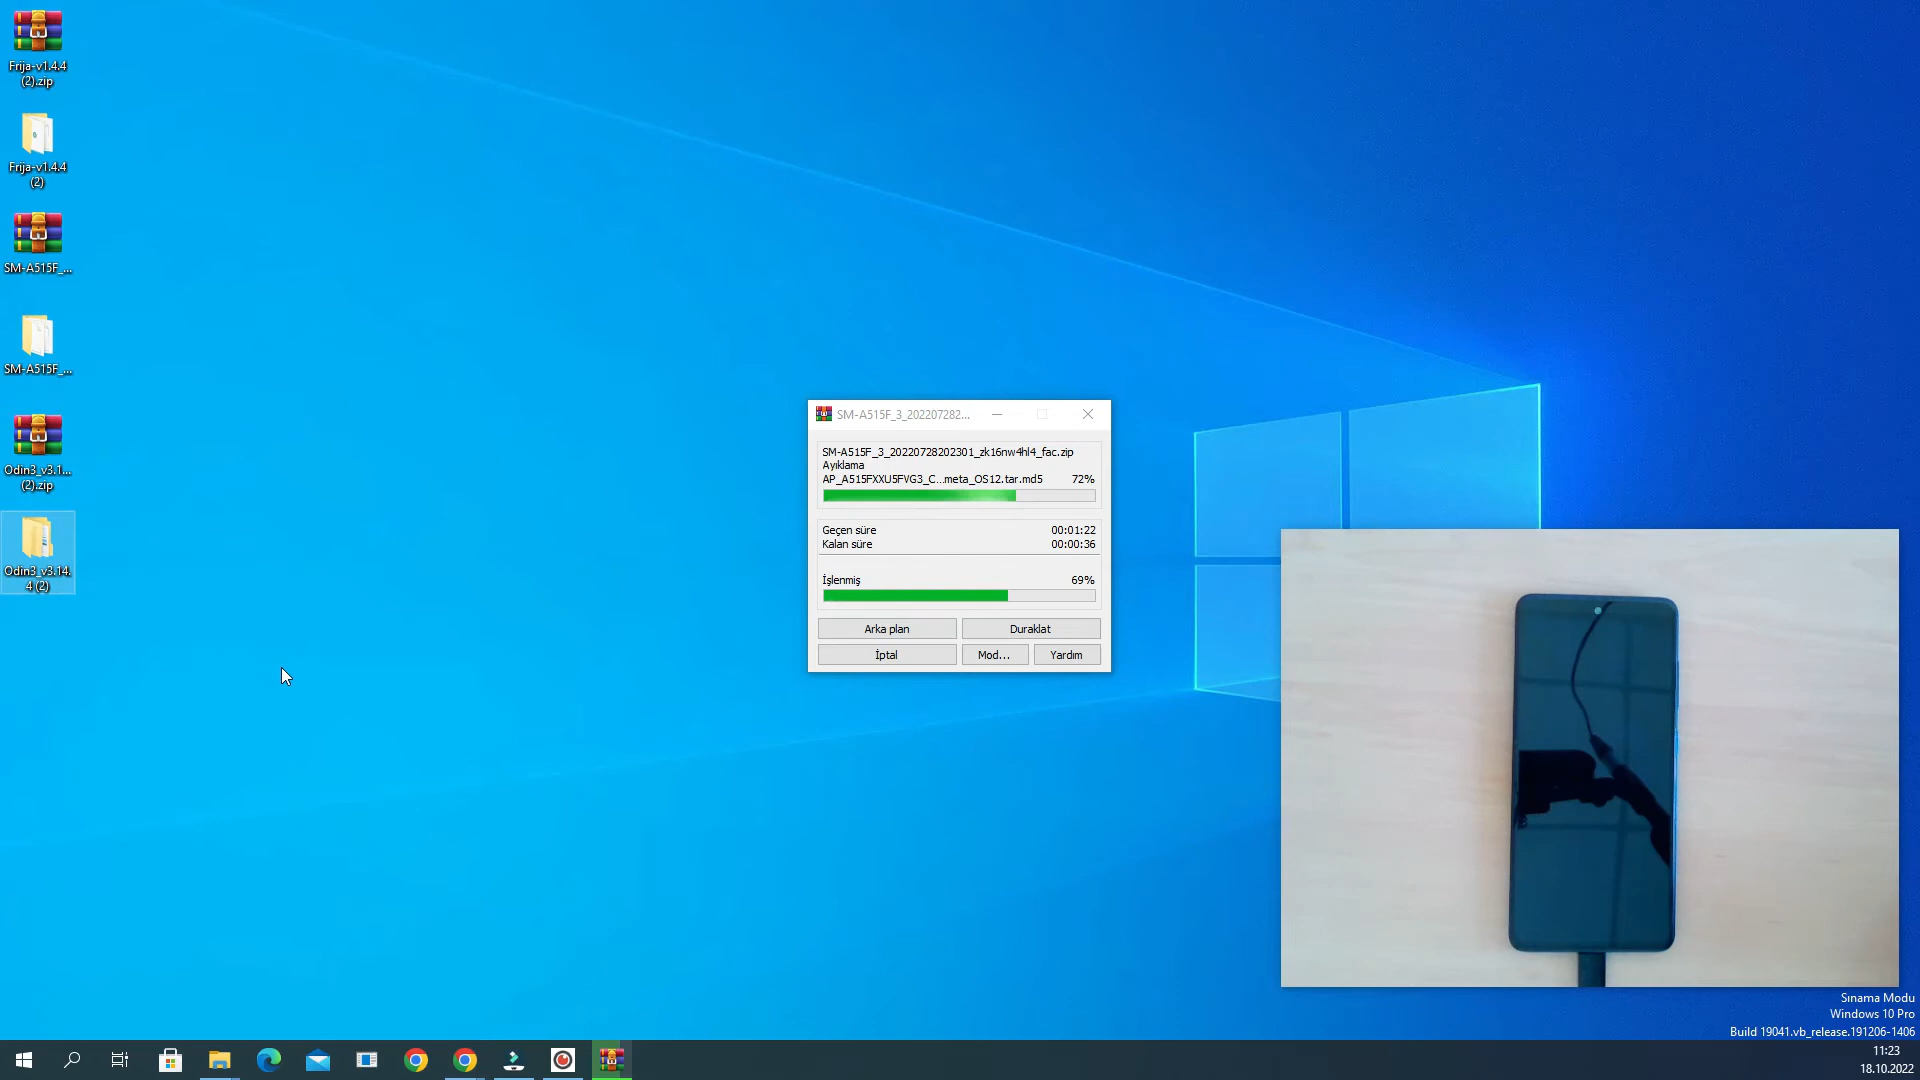 Frija-v1.4.4
(2).zip
Frija-v1.4.4
(2)
SM-A515F_...
SM-A515F_...
Odin3_v3.1...
(2).zip
Odin3_v3.14.
4 (2)
SM-A515F_3_202207282...
SM-A515F_3_20220728202301_zk16nw4hl4_fac.zip
Ayıklama
AP_A515FXXU5FVG3_C...meta_OS12.tar.md5 72%
Geçen süre 00:01:22
Kalan süre 00:00:36
İşlenmiş 69%
Arka plan Duraklat
İptal Mod... Yardım
Sınama Modu
Windows 10 Pro
Build 19041.vb_release.191206-1406
11:23
18.10.2022